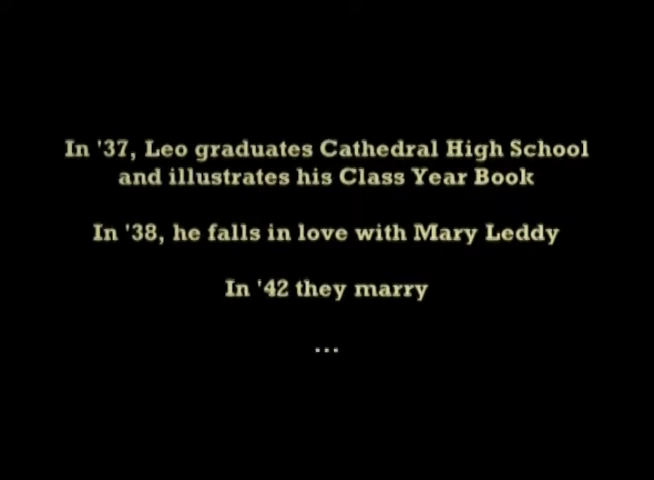 In '37, Leo graduates Cathedral High School
and illustrates his Class Year Book
In '38, he falls in love with Mary Leddy
In '42 they marry
...